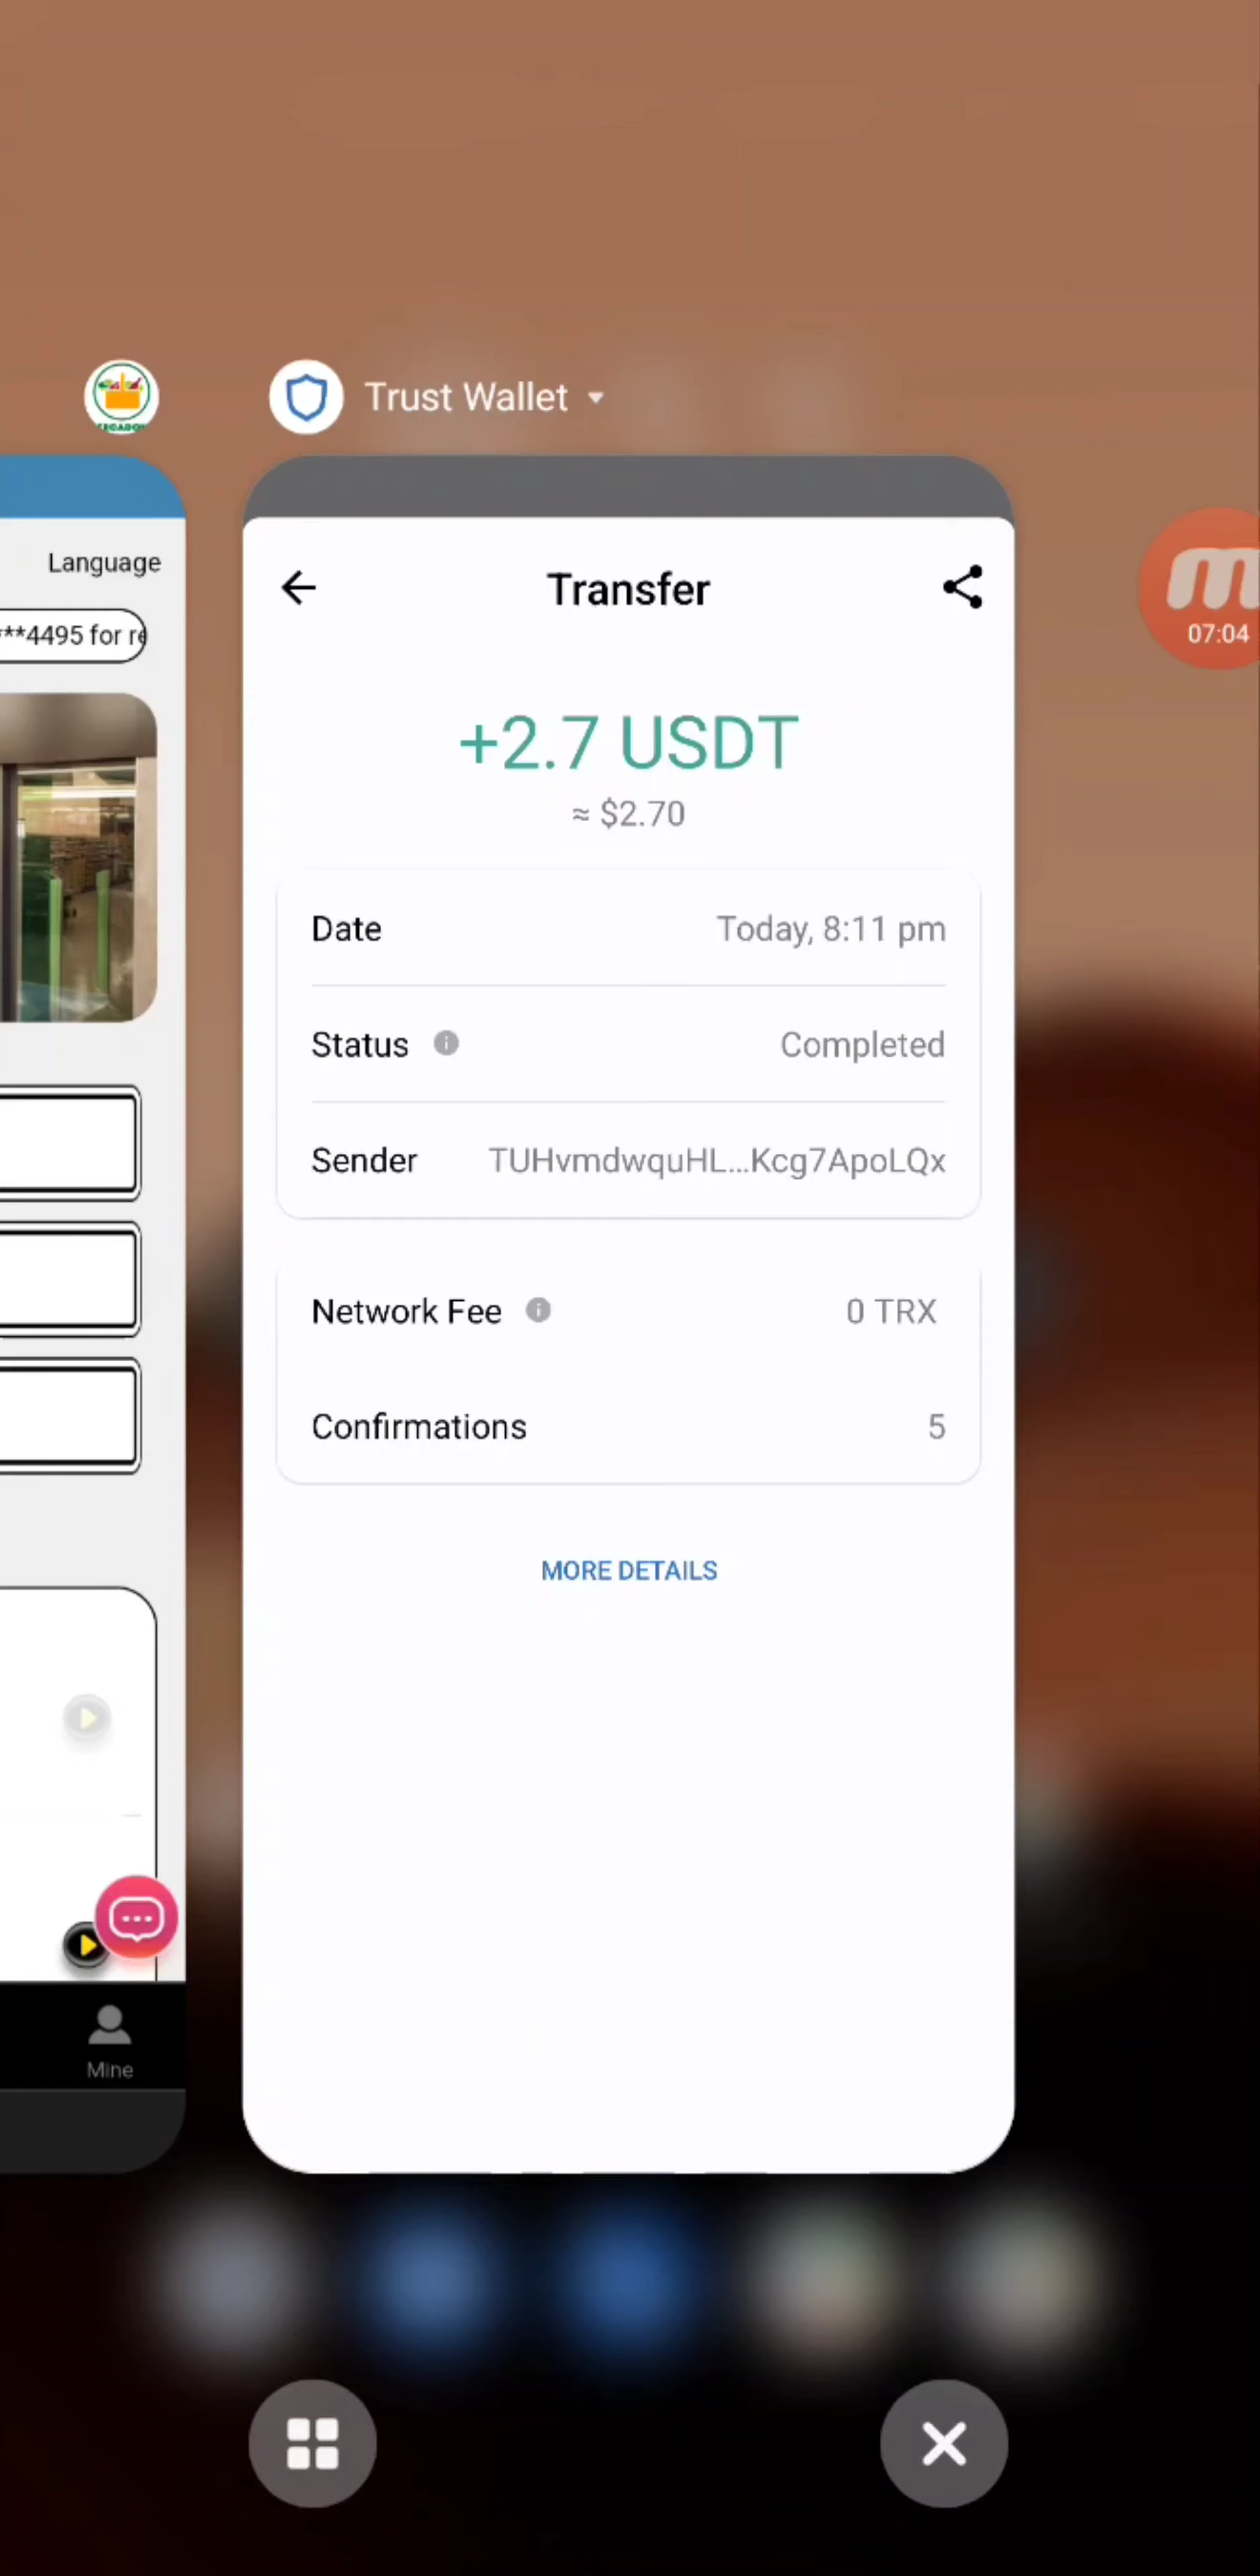 Trust Wallet
Language
***4495 for re
Transfer
m
07:04
+2.7 USDT
≈ $2.70
Date Today, 8:11 pm
Status Completed
Sender TUHvmdwquHL...Kcg7ApoLQx
Network Fee 0 TRX
Confirmations 5
MORE DETAILS
Mine